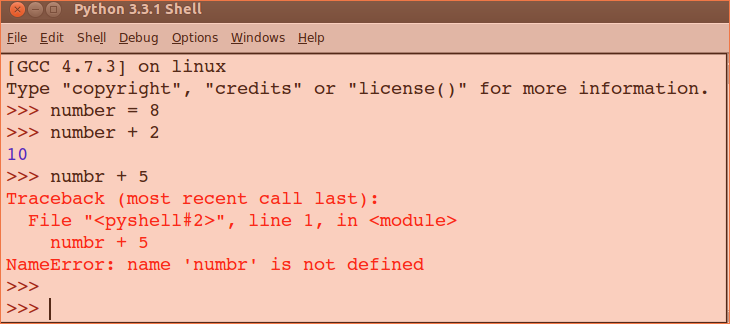 Python 3.3.1 Shell
File Edit Shell Debug Options Windows Help
[GCC 4.7.3] on linux
Type "copyright", "credits" or "license()" for more information.
>>> number = 8
>>> number + 2
10
>>> numbr + 5
Traceback (most recent call last):
  File "<pyshell#2>", line 1, in <module>
    numbr + 5
NameError: name 'numbr' is not defined
>>>
>>>